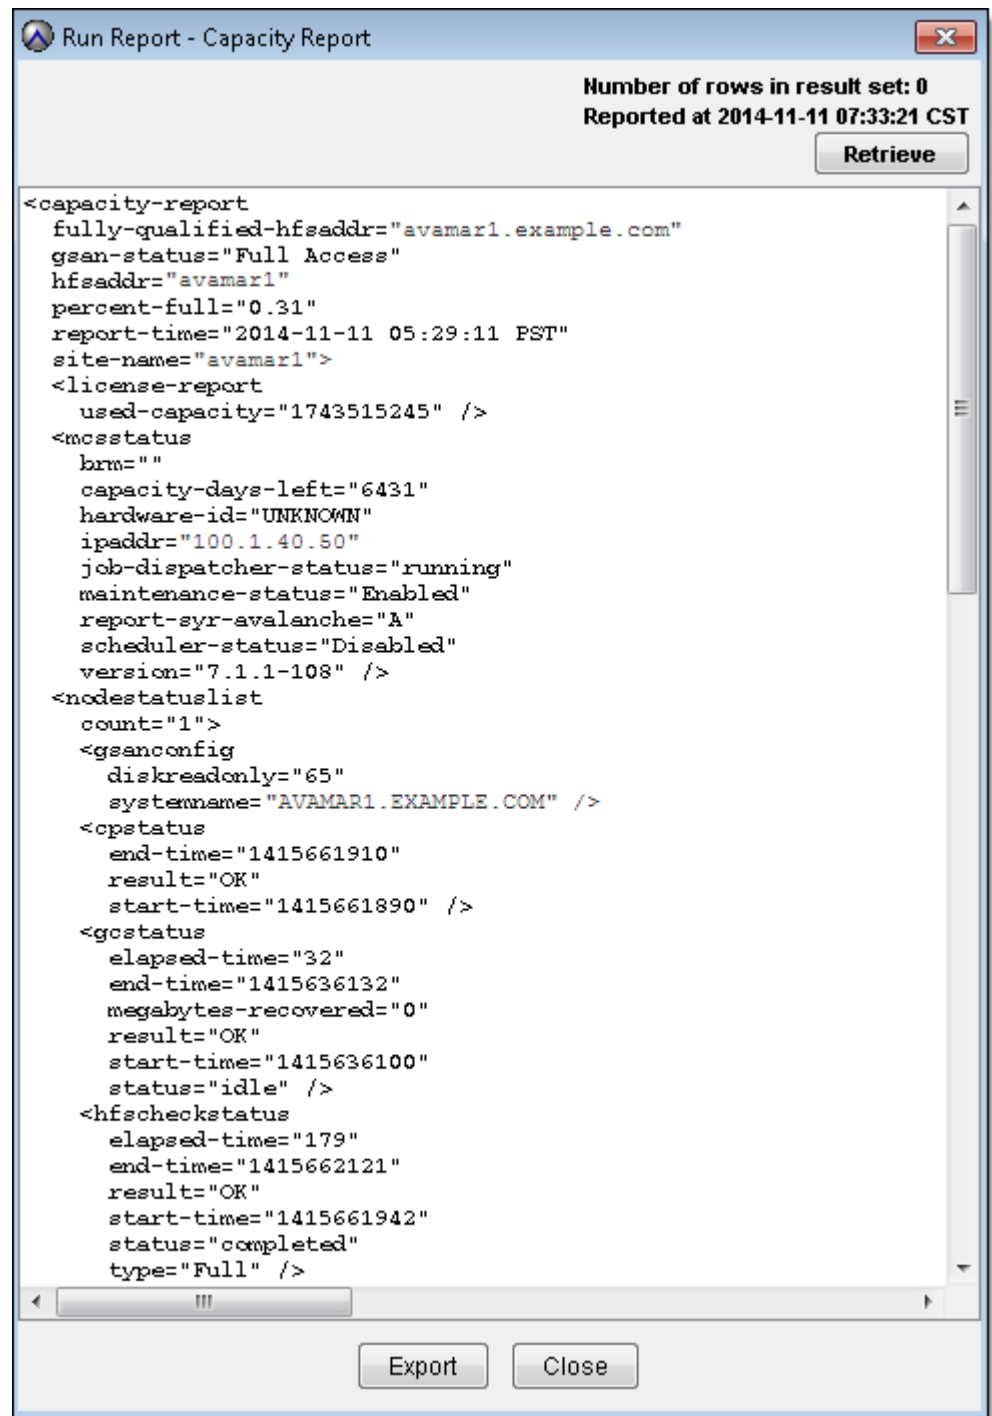 Run Report - Capacity Report
Number of rows in result set: 0
Reported at 2014-11-11 07:33:21 CST
Retrieve
<capacity-report
fully-qualified-hfsaddr="avamar1.example.com"
gsan-status="Full Access"
hfsaddr="avamar1"
percent-full="0.31"
report-time="2014-11-11 05:29:11 PST"
site-name="avamar1">
<license-report
used-capacity="1743515245" />
<mcsstatus
brm=""
capacity-days-left="6431"
hardware-id="UNKNOWN"
ipaddr="100.1.40.50"
job-dispatcher-status="running"
maintenance-status="Enabled"
report-syr-avalanche="A"
scheduler-status="Disabled"
version="7.1.1-108" />
<nodestatuslist
count="1">
<gsanconfig
diskreadonly="65"
systemname="AVAMAR1.EXAMPLE.COM" />
<cpstatus
end-time="1415661910"
result="OK"
start-time="1415661890" />
<gcstatus
elapsed-time="32"
end-time="1415636132"
megabytes-recovered="0"
result="OK"
start-time="1415636100"
status="idle" />
<hfscheckstatus
elapsed-time="179"
end-time="1415662121"
result="OK"
start-time="1415661942"
status="completed"
type="Full" />
Export Close